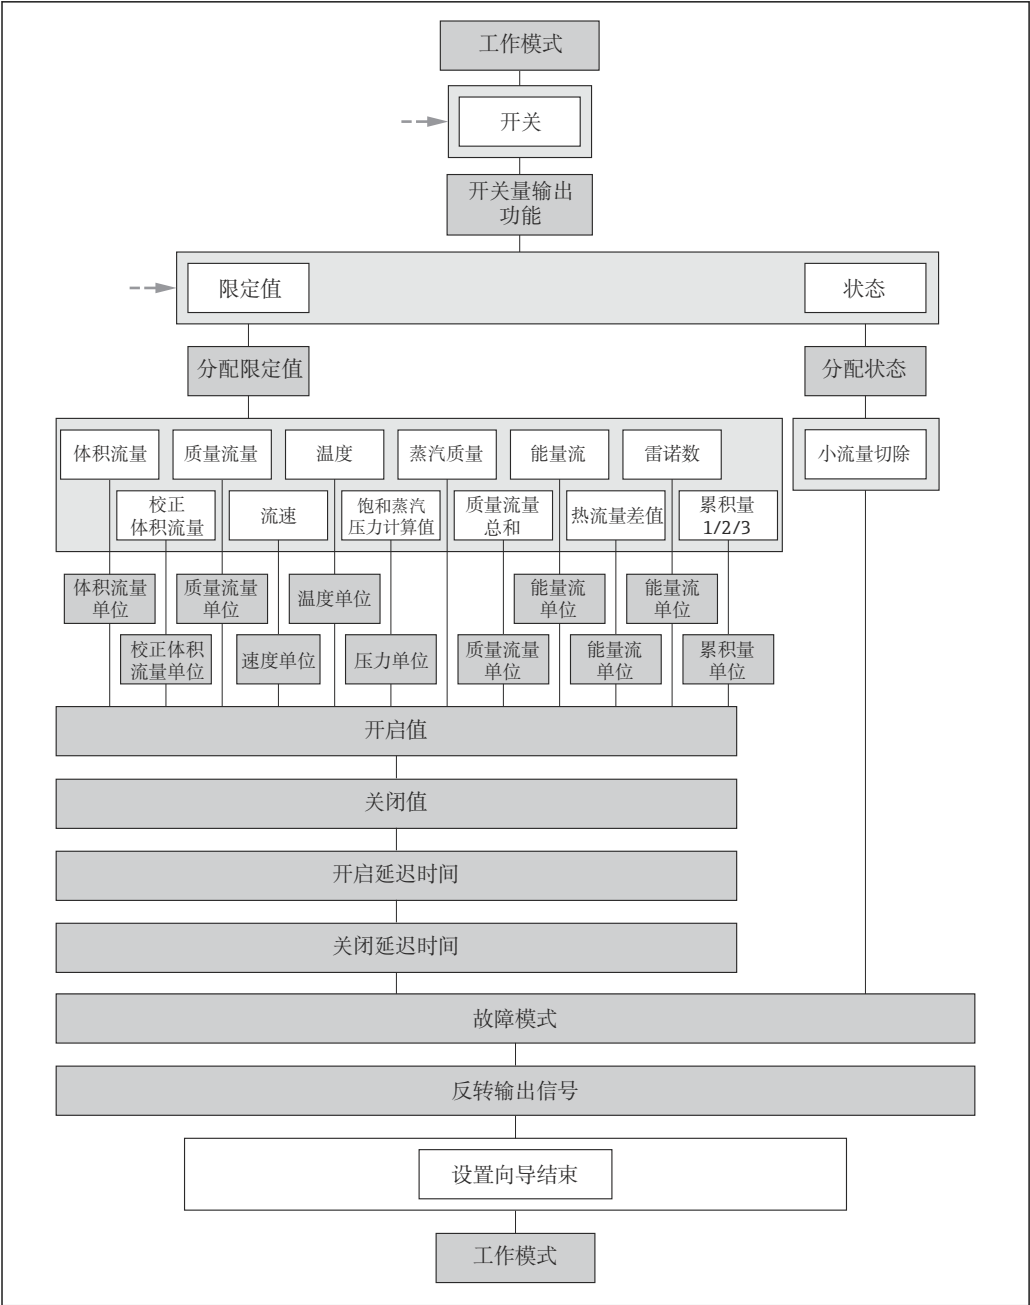 工作模式
开关
开关量输出
功能
限定值
状态
分配限定值
分配状态
体积流量
质量流量
温度
蒸汽质量
能量流
雷诺数
小流量切除
校正
体积流量
流速
饱和蒸汽
压力计算值
质量流量
总和
热流量差值
累积量
1/2/3
体积流量
单位
质量流量
单位
温度单位
能量流
单位
能量流
单位
校正体积
流量单位
速度单位
压力单位
质量流量
单位
能量流
单位
累积量
单位
开启值
关闭值
开启延迟时间
关闭延迟时间
故障模式
反转输出信号
设置向导结束
工作模式